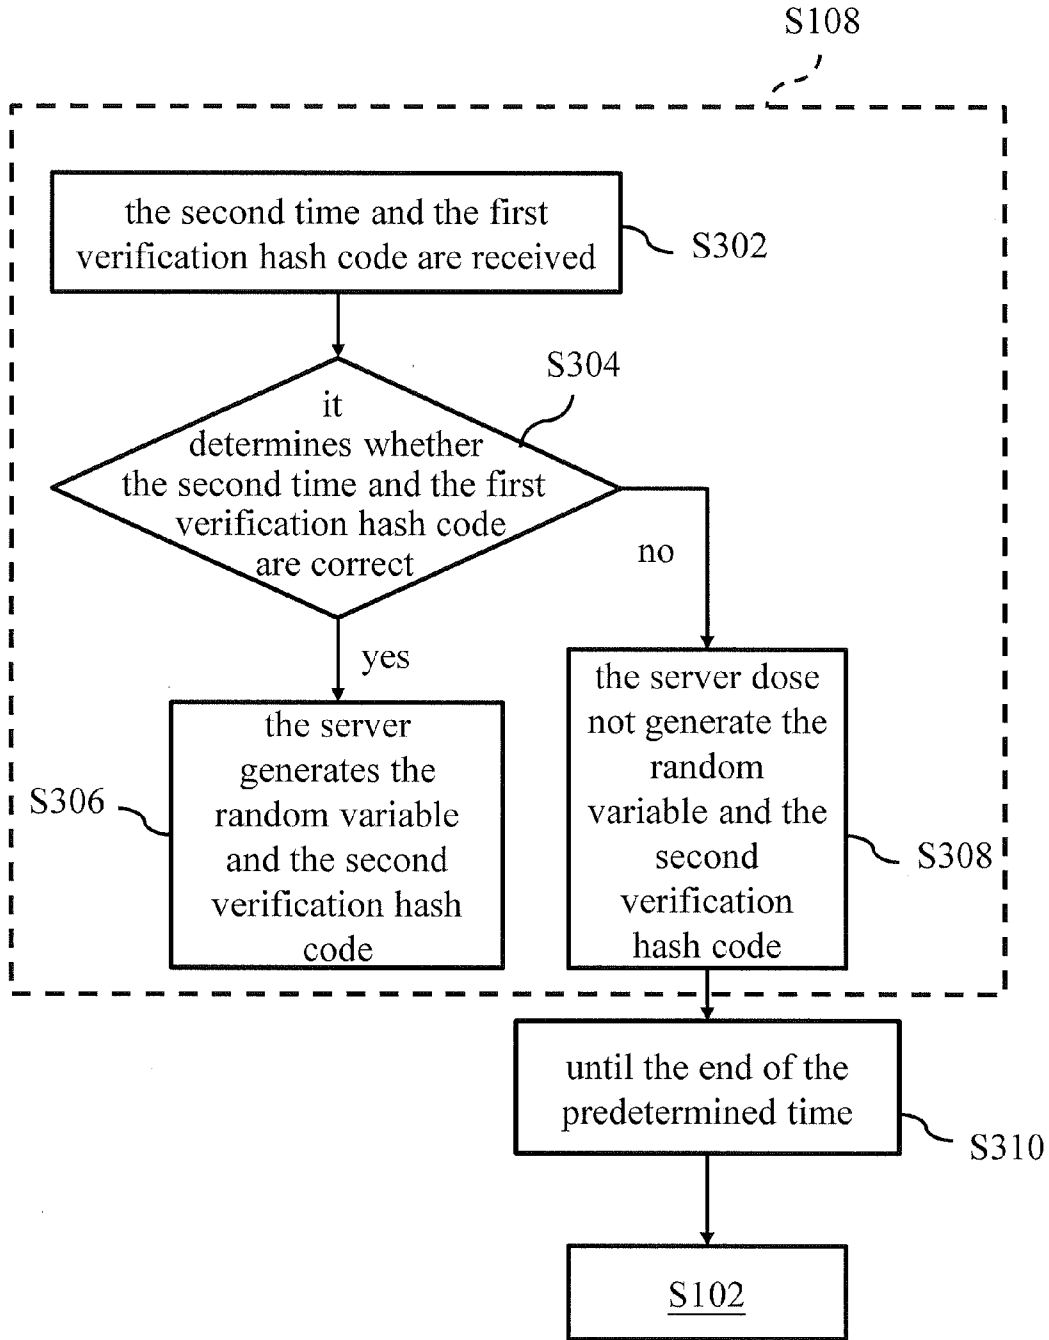 S108
the second time and the first
verification hash code are received
S302
S304
it
determines whether
the second time and the first
verification hash code
are correct
no
yes
the server
generates the
random variable
and the second
verification hash
code
S306
the server dose
not generate the
random
variable and the
second
verification
hash code
S308
until the end of the
predetermined time
S310
S102